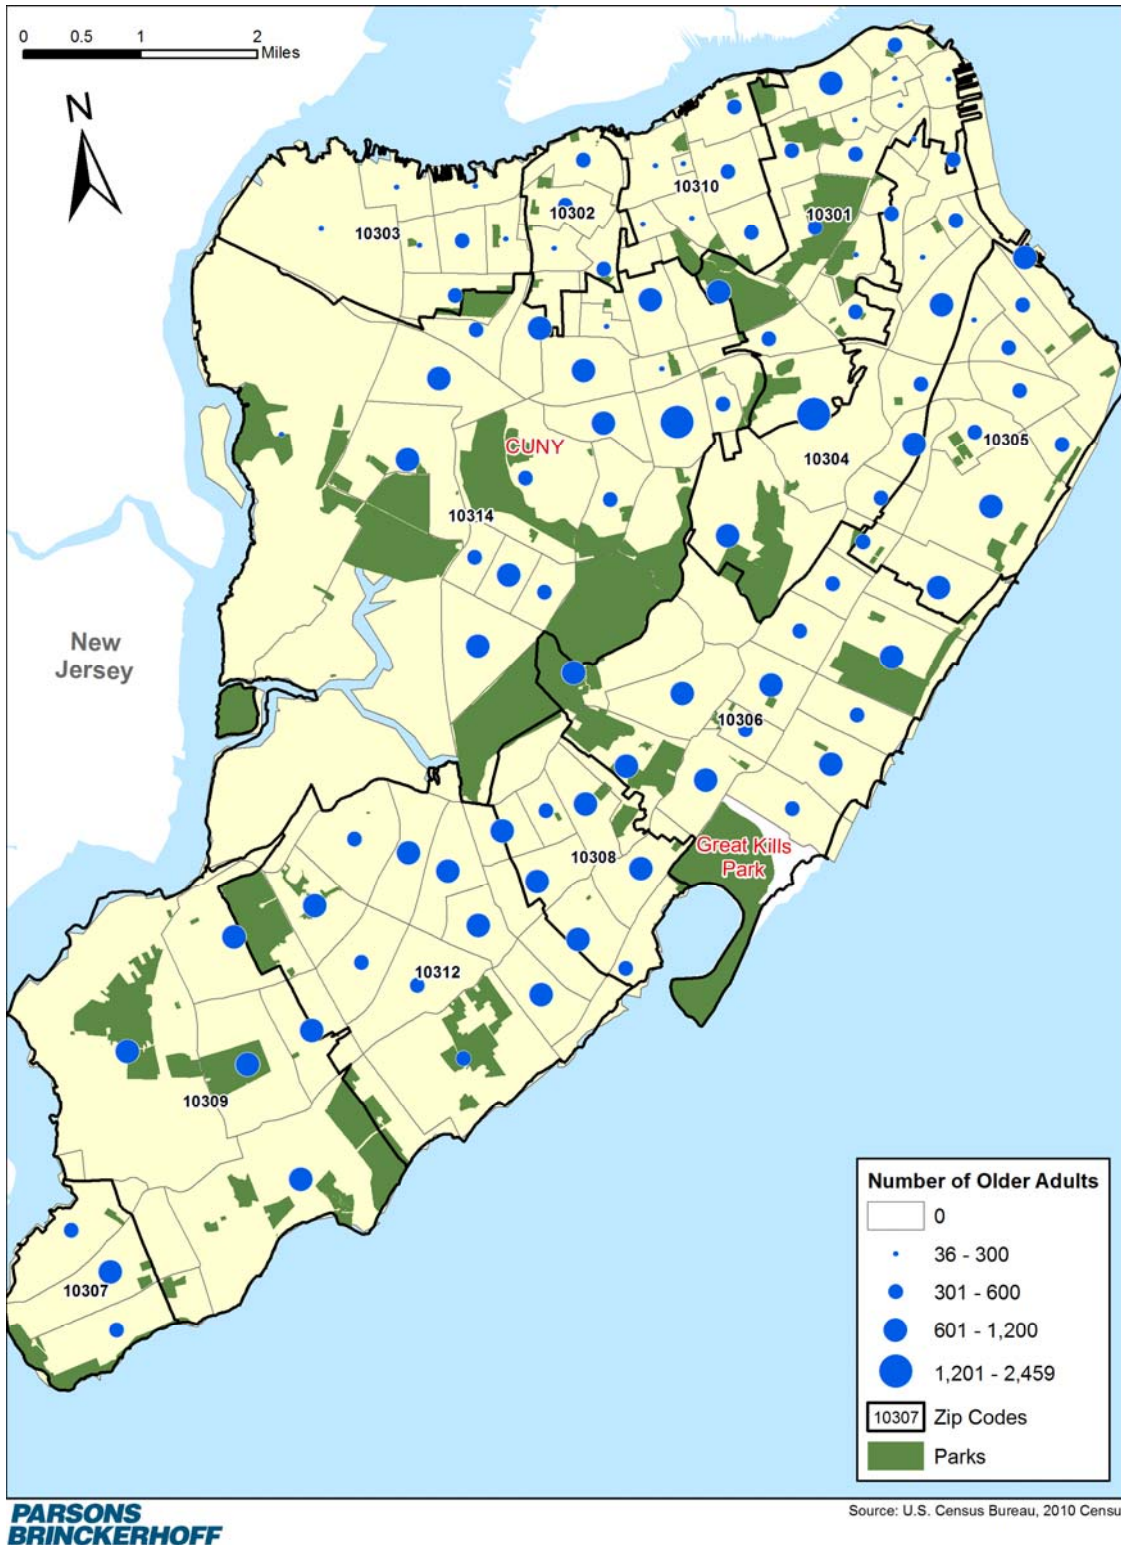 0 0.5 1 2
Miles
N
10310
10302
10301
10303
10305
CUNY
10304
10314
New
Jersey
10306
Great Kills
Park
10308
10312
10309
10307
Number of Older Adults
0
36 - 300
301 - 600
601 - 1,200
1,201 - 2,459
10307 Zip Codes
Parks
PARSONS
BRINCKERHOFF
Source: U.S. Census Bureau, 2010 Censu